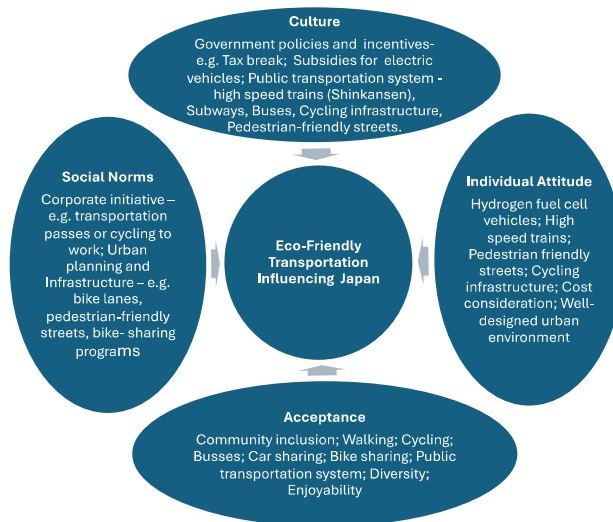 Culture
Government policies and incentives-
e.g. Tax break; Subsidies for electric
vehicles; Public transportation system -
high speed trains (Shinkansen),
Subways, Buses, Cycling infrastructure,
Pedestrian-friendly streets.
Social Norms
Corporate initiative –
e.g. transportation
passes or cycling to
work; Urban
planning and
Infrastructure – e.g.
bike lanes,
pedestrian-friendly
streets, bike- sharing
programs
Eco-Friendly
Transportation
Influencing Japan
Individual Attitude
Hydrogen fuel cell
vehicles; High
speed trains;
Pedestrian friendly
streets; Cycling
infrastructure; Cost
consideration; Well-
designed urban
environment
Acceptance
Community inclusion; Walking; Cycling;
Busses; Car sharing; Bike sharing; Public
transportation system; Diversity;
Enjoyability